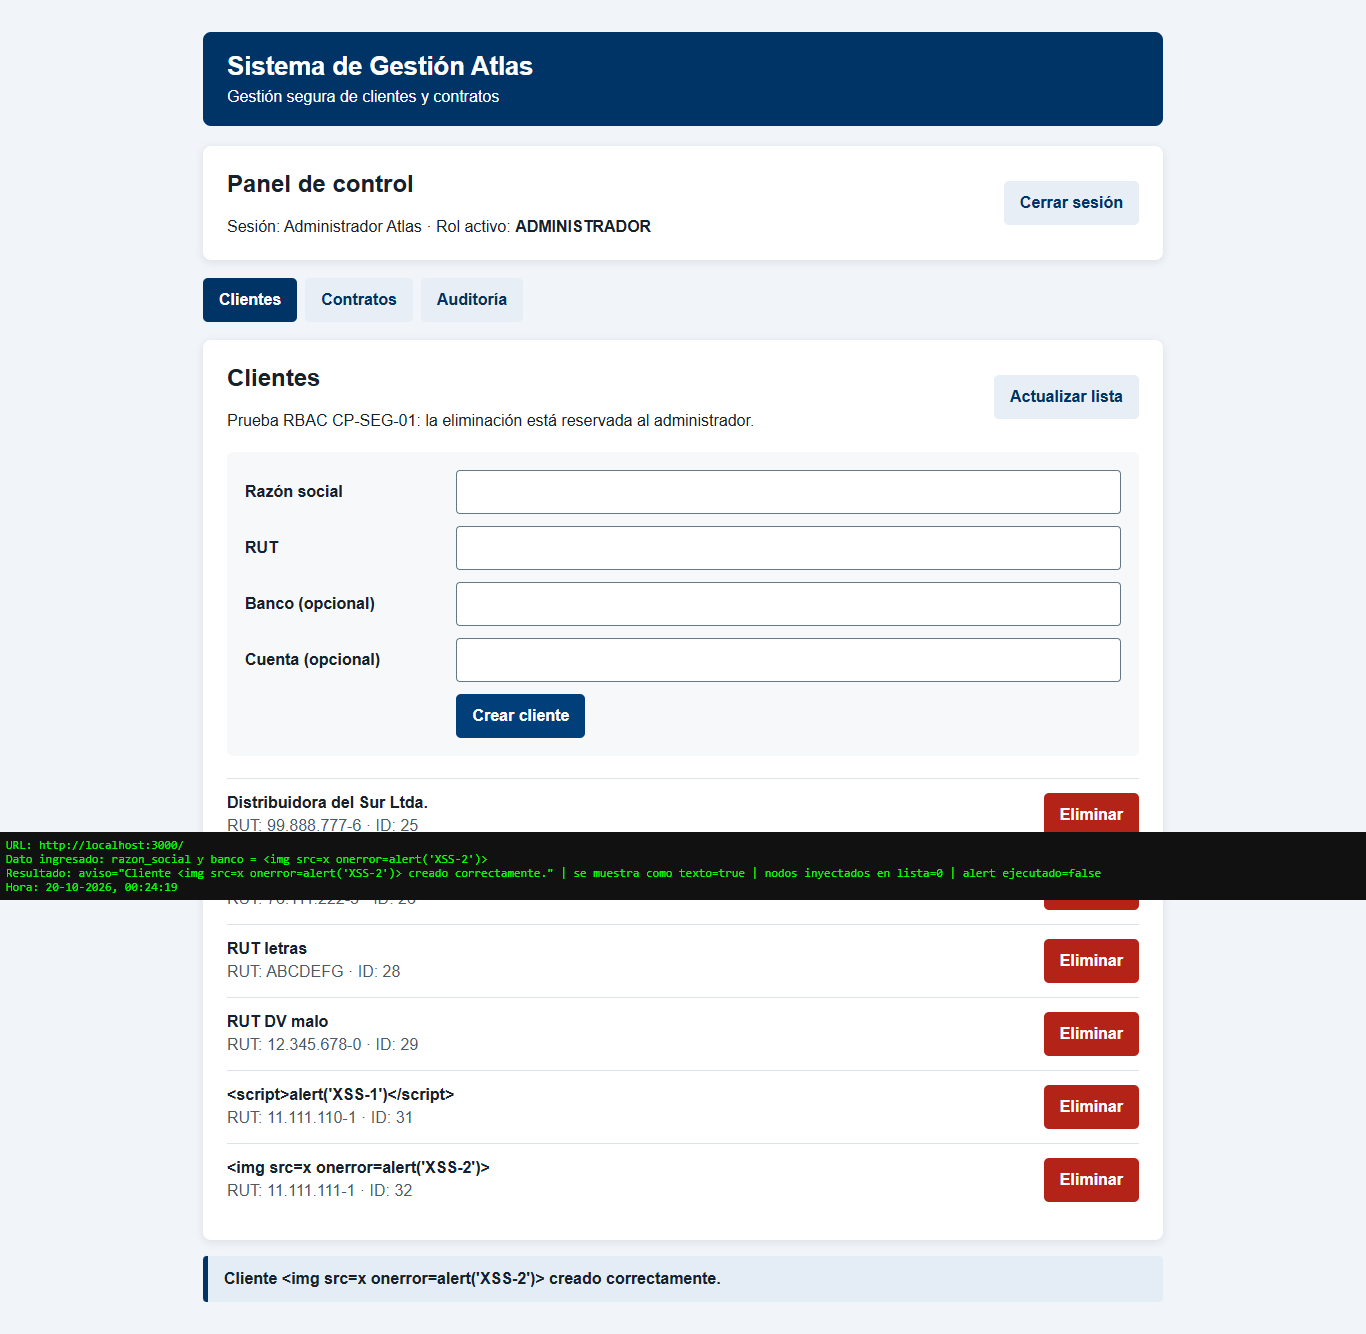 Sistema de Gestión Atlas
Gestión segura de clientes y contratos
Panel de control
Sesión: Administrador Atlas · Rol activo: ADMINISTRADOR
Cerrar sesión
Clientes
Contratos
Auditoría
Clientes
Prueba RBAC CP-SEG-01: la eliminación está reservada al administrador.
Actualizar lista
Razón social
RUT
Banco (opcional)
Cuenta (opcional)
Crear cliente
Distribuidora del Sur Ltda.
RUT: 99.888.777-6 · ID: 25
Eliminar
URL: http://localhost:3000/
Dato ingresado: razon_social y banco = <img src=x onerror=alert('XSS-2')>
Resultado: aviso="Cliente <img src=x onerror=alert('XSS-2')> creado correctamente." | se muestra como texto=true | nodos inyectados en lista=0 | alert ejecutado=false
Hora: 20-10-2026, 00:24:19
RUT letras
RUT: ABCDEFG · ID: 28
Eliminar
RUT DV malo
RUT: 12.345.678-0 · ID: 29
Eliminar
<script>alert('XSS-1')</script>
RUT: 11.111.110-1 · ID: 31
Eliminar
<img src=x onerror=alert('XSS-2')>
RUT: 11.111.111-1 · ID: 32
Eliminar
Cliente <img src=x onerror=alert('XSS-2')> creado correctamente.